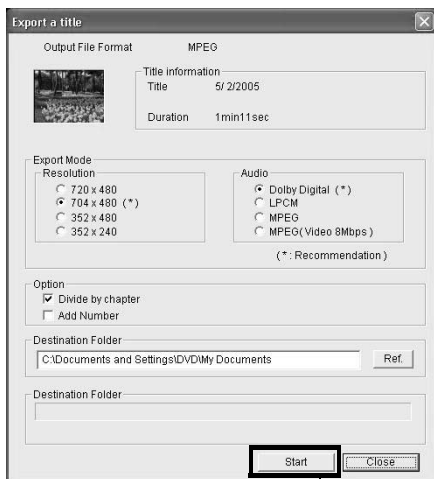 Export a title
Output File Format MPEG
Title information
Title 5/ 2/2005
Duration 1min11sec
Export Mode
Resolution
720 x 480
704 x 480 (*)
352 x 480
352 x 240
Audio
Dolby Digital (*)
LPCM
MPEG
MPEG(Video 8Mbps)
(*: Recommendation)
Option
Divide by chapter
Add Number
Destination Folder
C:\Documents and Settings\DVD\My Documents Ref.
Destination Folder
Start Close